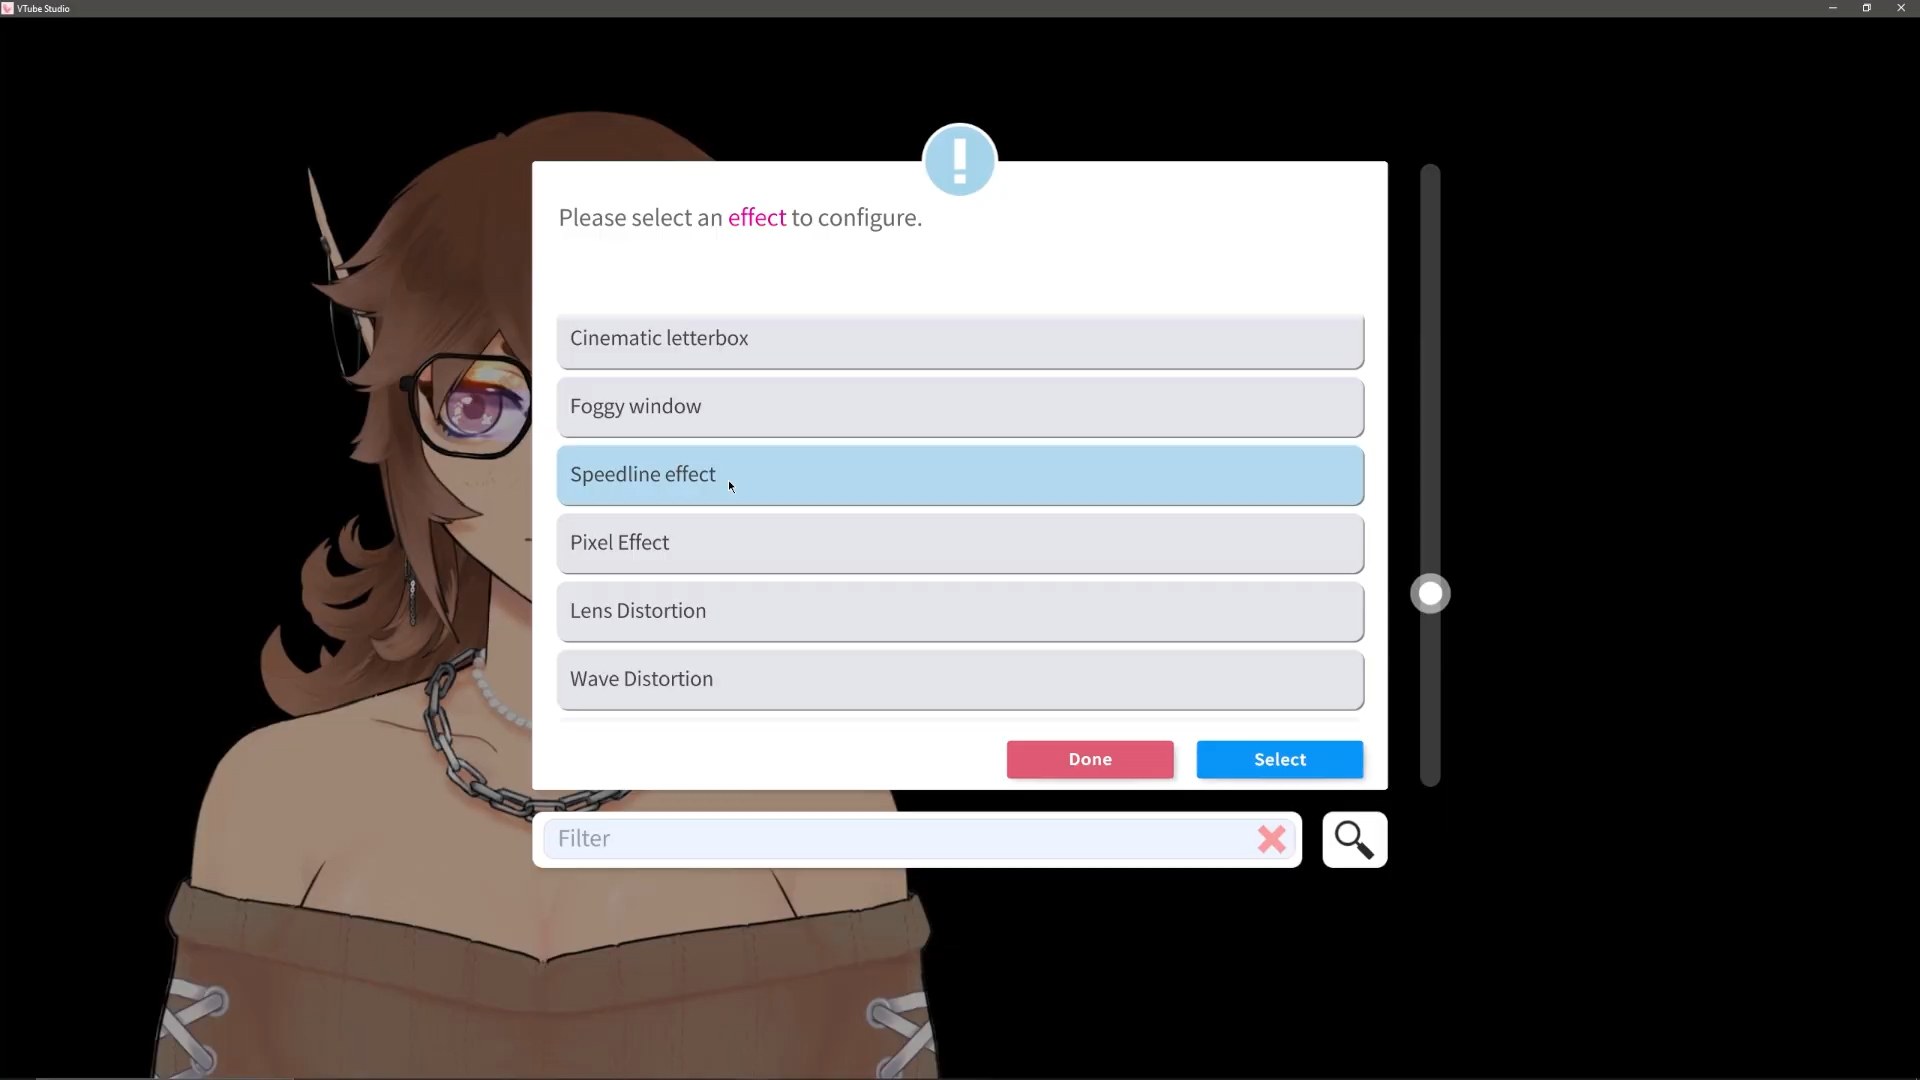 VTube Studio
Please select an effect to configure.
Cinematic letterbox
Foggy window
Speedline effect
Pixel Effect
Lens Distortion
Wave Distortion
Done
Select
Filter